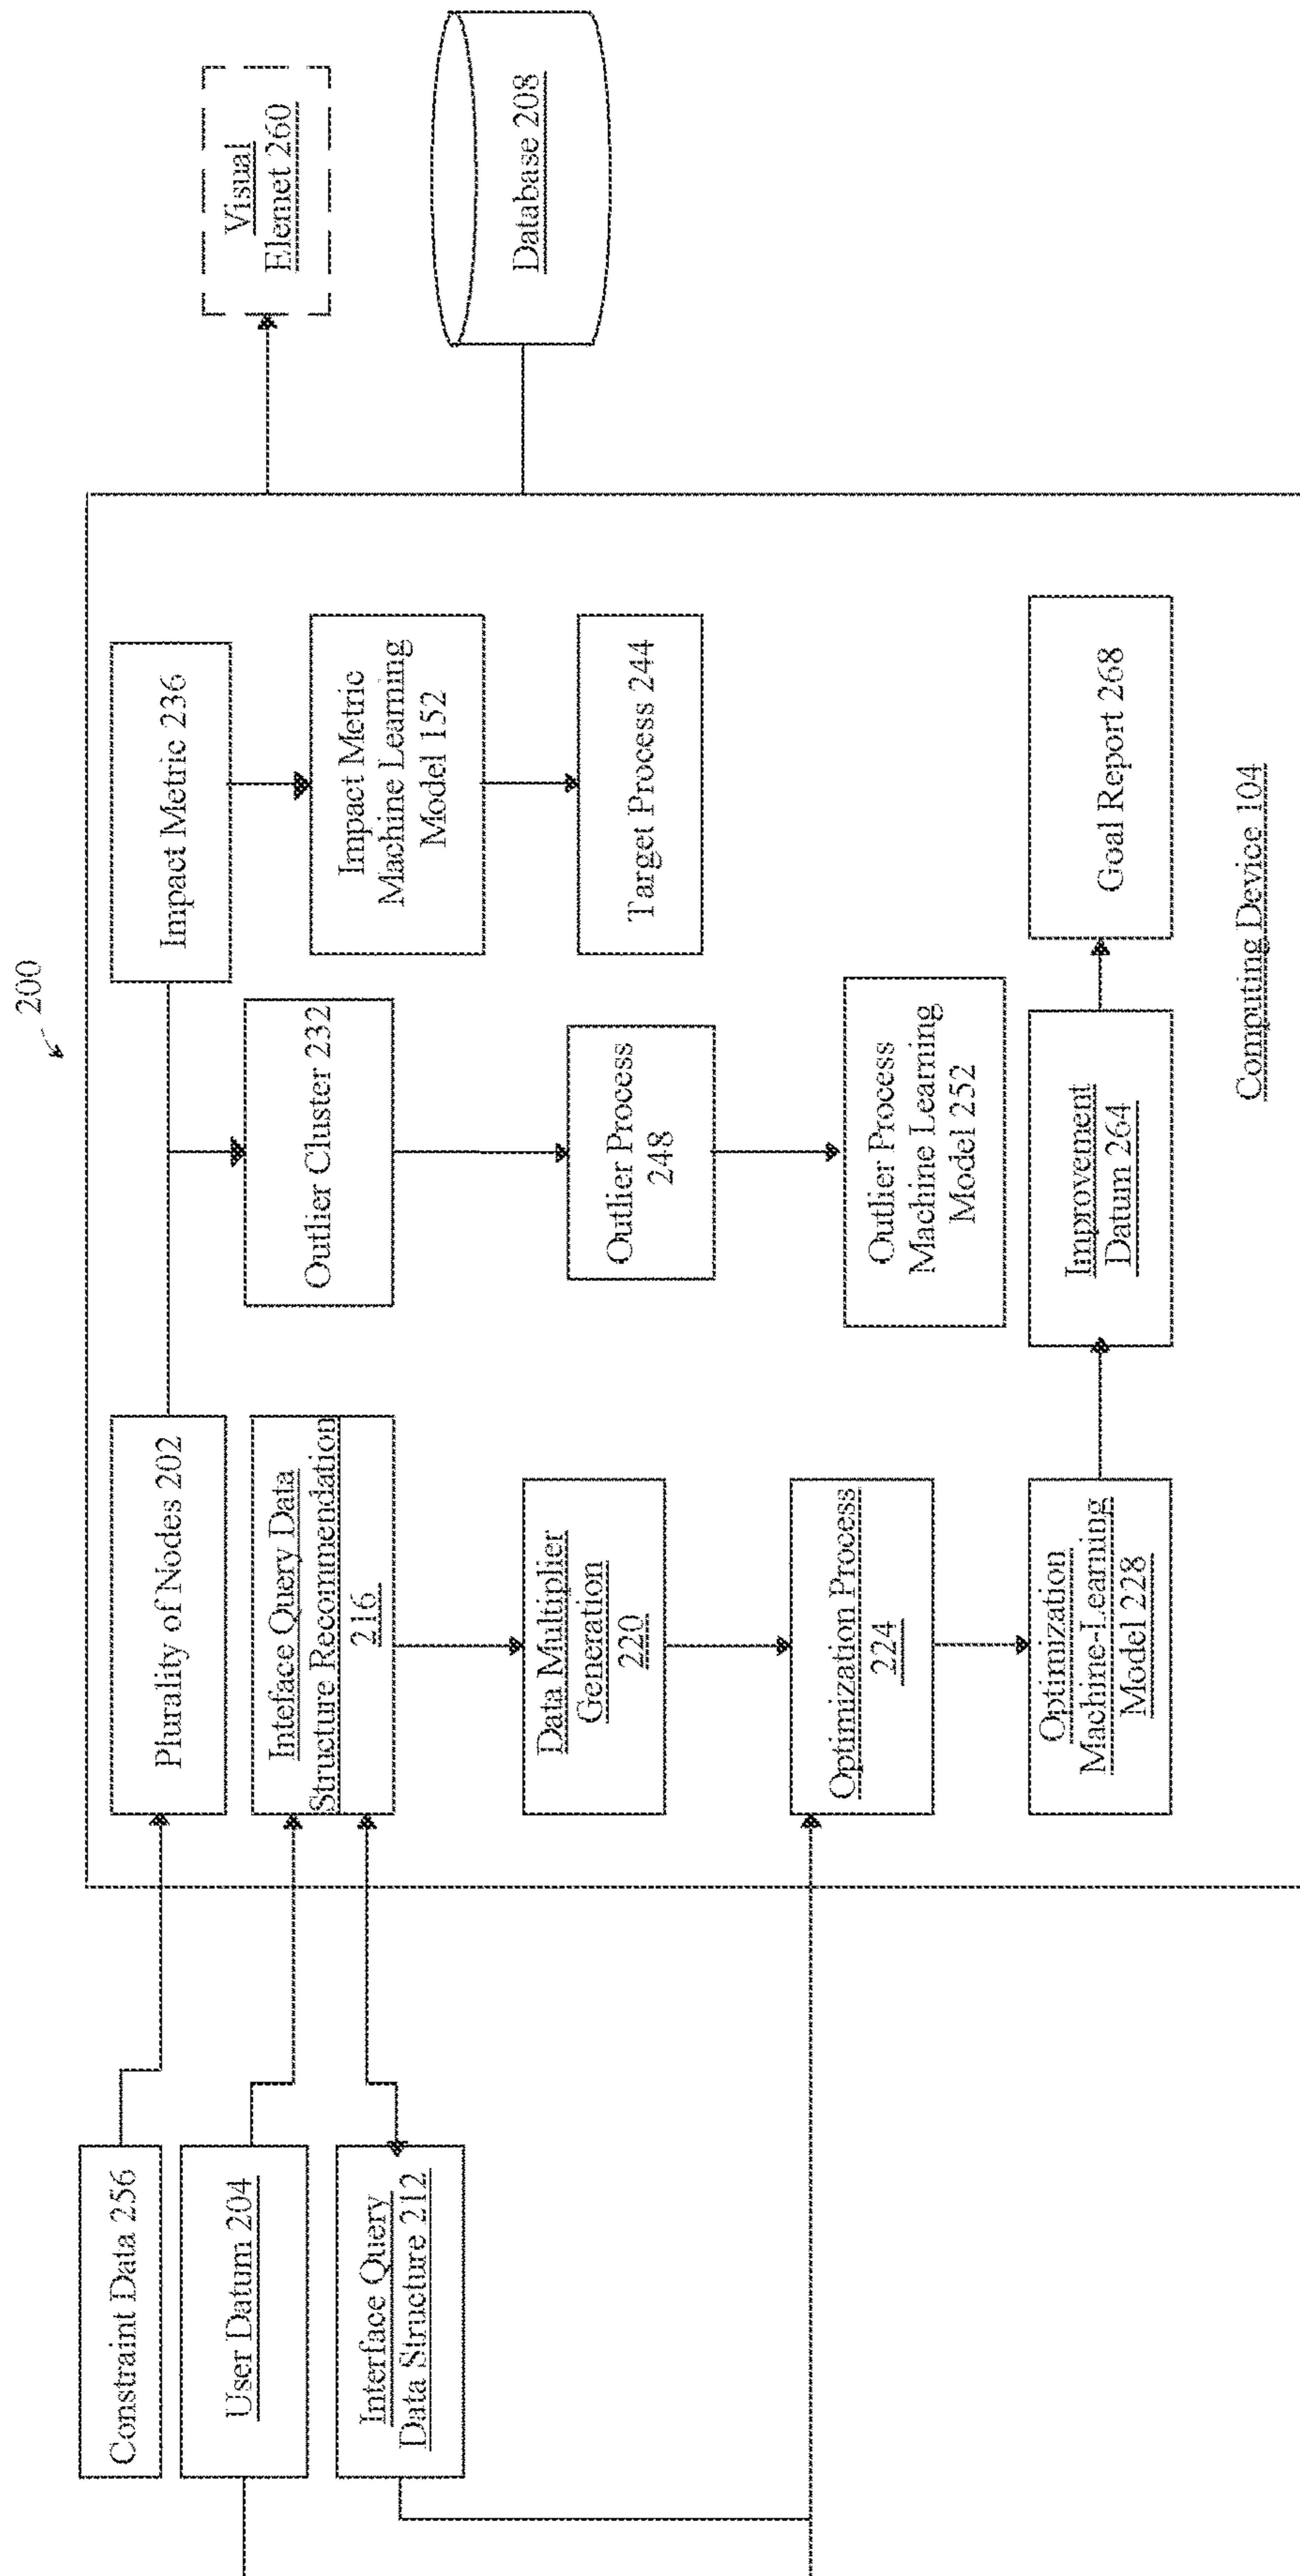 200
Constraint Data 256
User Datum 204
Interface Query
Data Structure 212
Plurality of Nodes 202
Inteface Query Data
Structure Recommendation
216
Data Multiplier
Generation
220
Optimization Process
224
Optimization
Machine-Learning
Model 228
Impact Metric 236
Outlier Cluster 232
Outlier Process
248
Outlier Process
Machine Learning
Model 252
Impact Metric
Machine Learning
Model 152
Target Process 244
Improvement
Datum 264
Goal Report 268
Computing Device 104
Visual
Elemet 260
Database 208